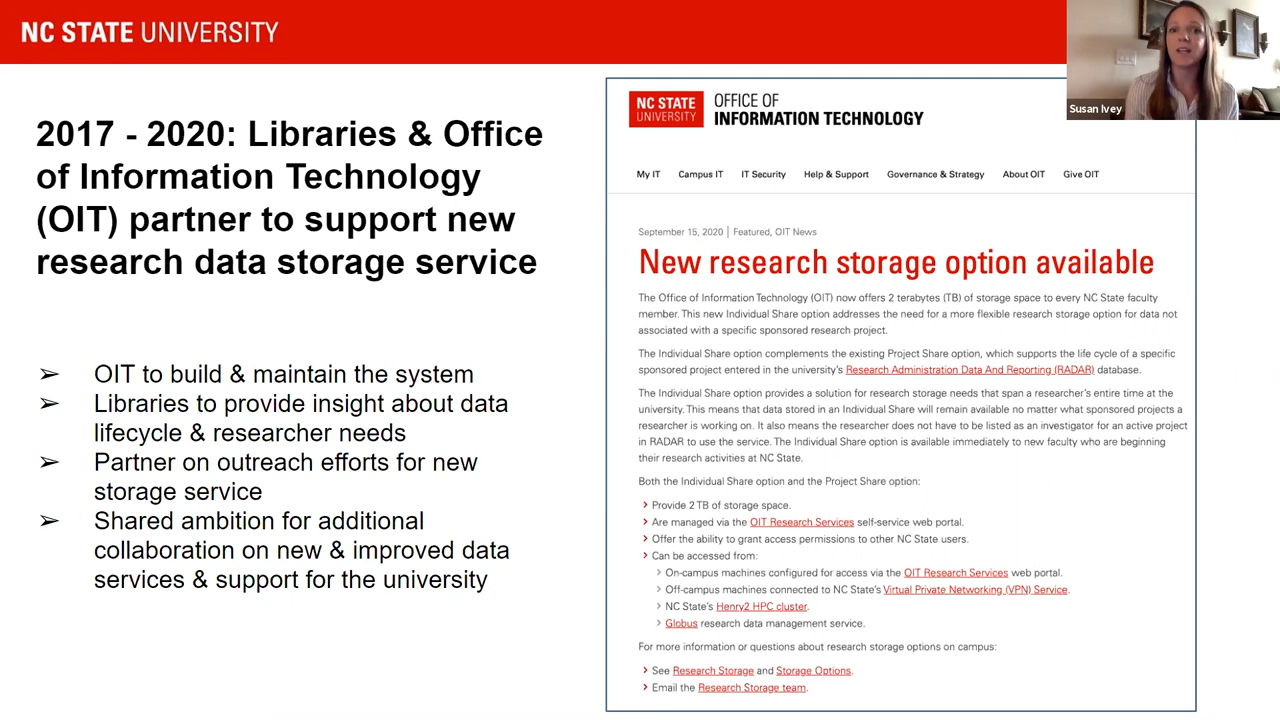 NC STATE UNIVERSITY
Susan Ivey
2017 - 2020: Libraries & Office
of Information Technology
(OIT) partner to support new
research data storage service
➢ OIT to build & maintain the system
➢ Libraries to provide insight about data
lifecycle & researcher needs
➢ Partner on outreach efforts for new
storage service
➢ Shared ambition for additional
collaboration on new & improved data
services & support for the university
NC STATE
UNIVERSITY
OFFICE OF
INFORMATION TECHNOLOGY
My IT Campus IT IT Security Help & Support Governance & Strategy About OIT Give OIT
September 15, 2020 | Featured, OIT News
New research storage option available
The Office of Information Technology (OIT) now offers 2 terabytes (TB) of storage space to every NC State faculty
member. This new Individual Share option addresses the need for a more flexible research storage option for data not
associated with a specific sponsored research project.
The Individual Share option complements the existing Project Share option, which supports the life cycle of a specific
sponsored project entered in the university's Research Administration Data And Reporting (RADAR) database.
The Individual Share option provides a solution for research storage needs that span a researcher's entire time at the
university. This means that data stored in an Individual Share will remain available no matter what sponsored projects a
researcher is working on. It also means the researcher does not have to be listed as an investigator for an active project
in RADAR to use the service. The Individual Share option is available immediately to new faculty who are beginning
their research activities at NC State.
Both the Individual Share option and the Project Share option:
› Provide 2 TB of storage space.
› Are managed via the OIT Research Services self-service web portal.
› Offer the ability to grant access permissions to other NC State users.
› Can be accessed from:
› On-campus machines configured for access via the OIT Research Services web portal.
› Off-campus machines connected to NC State's Virtual Private Networking (VPN) Service.
› NC State's Henry2 HPC cluster.
› Globus research data management service.
For more information or questions about research storage options on campus:
› See Research Storage and Storage Options.
› Email the Research Storage team.